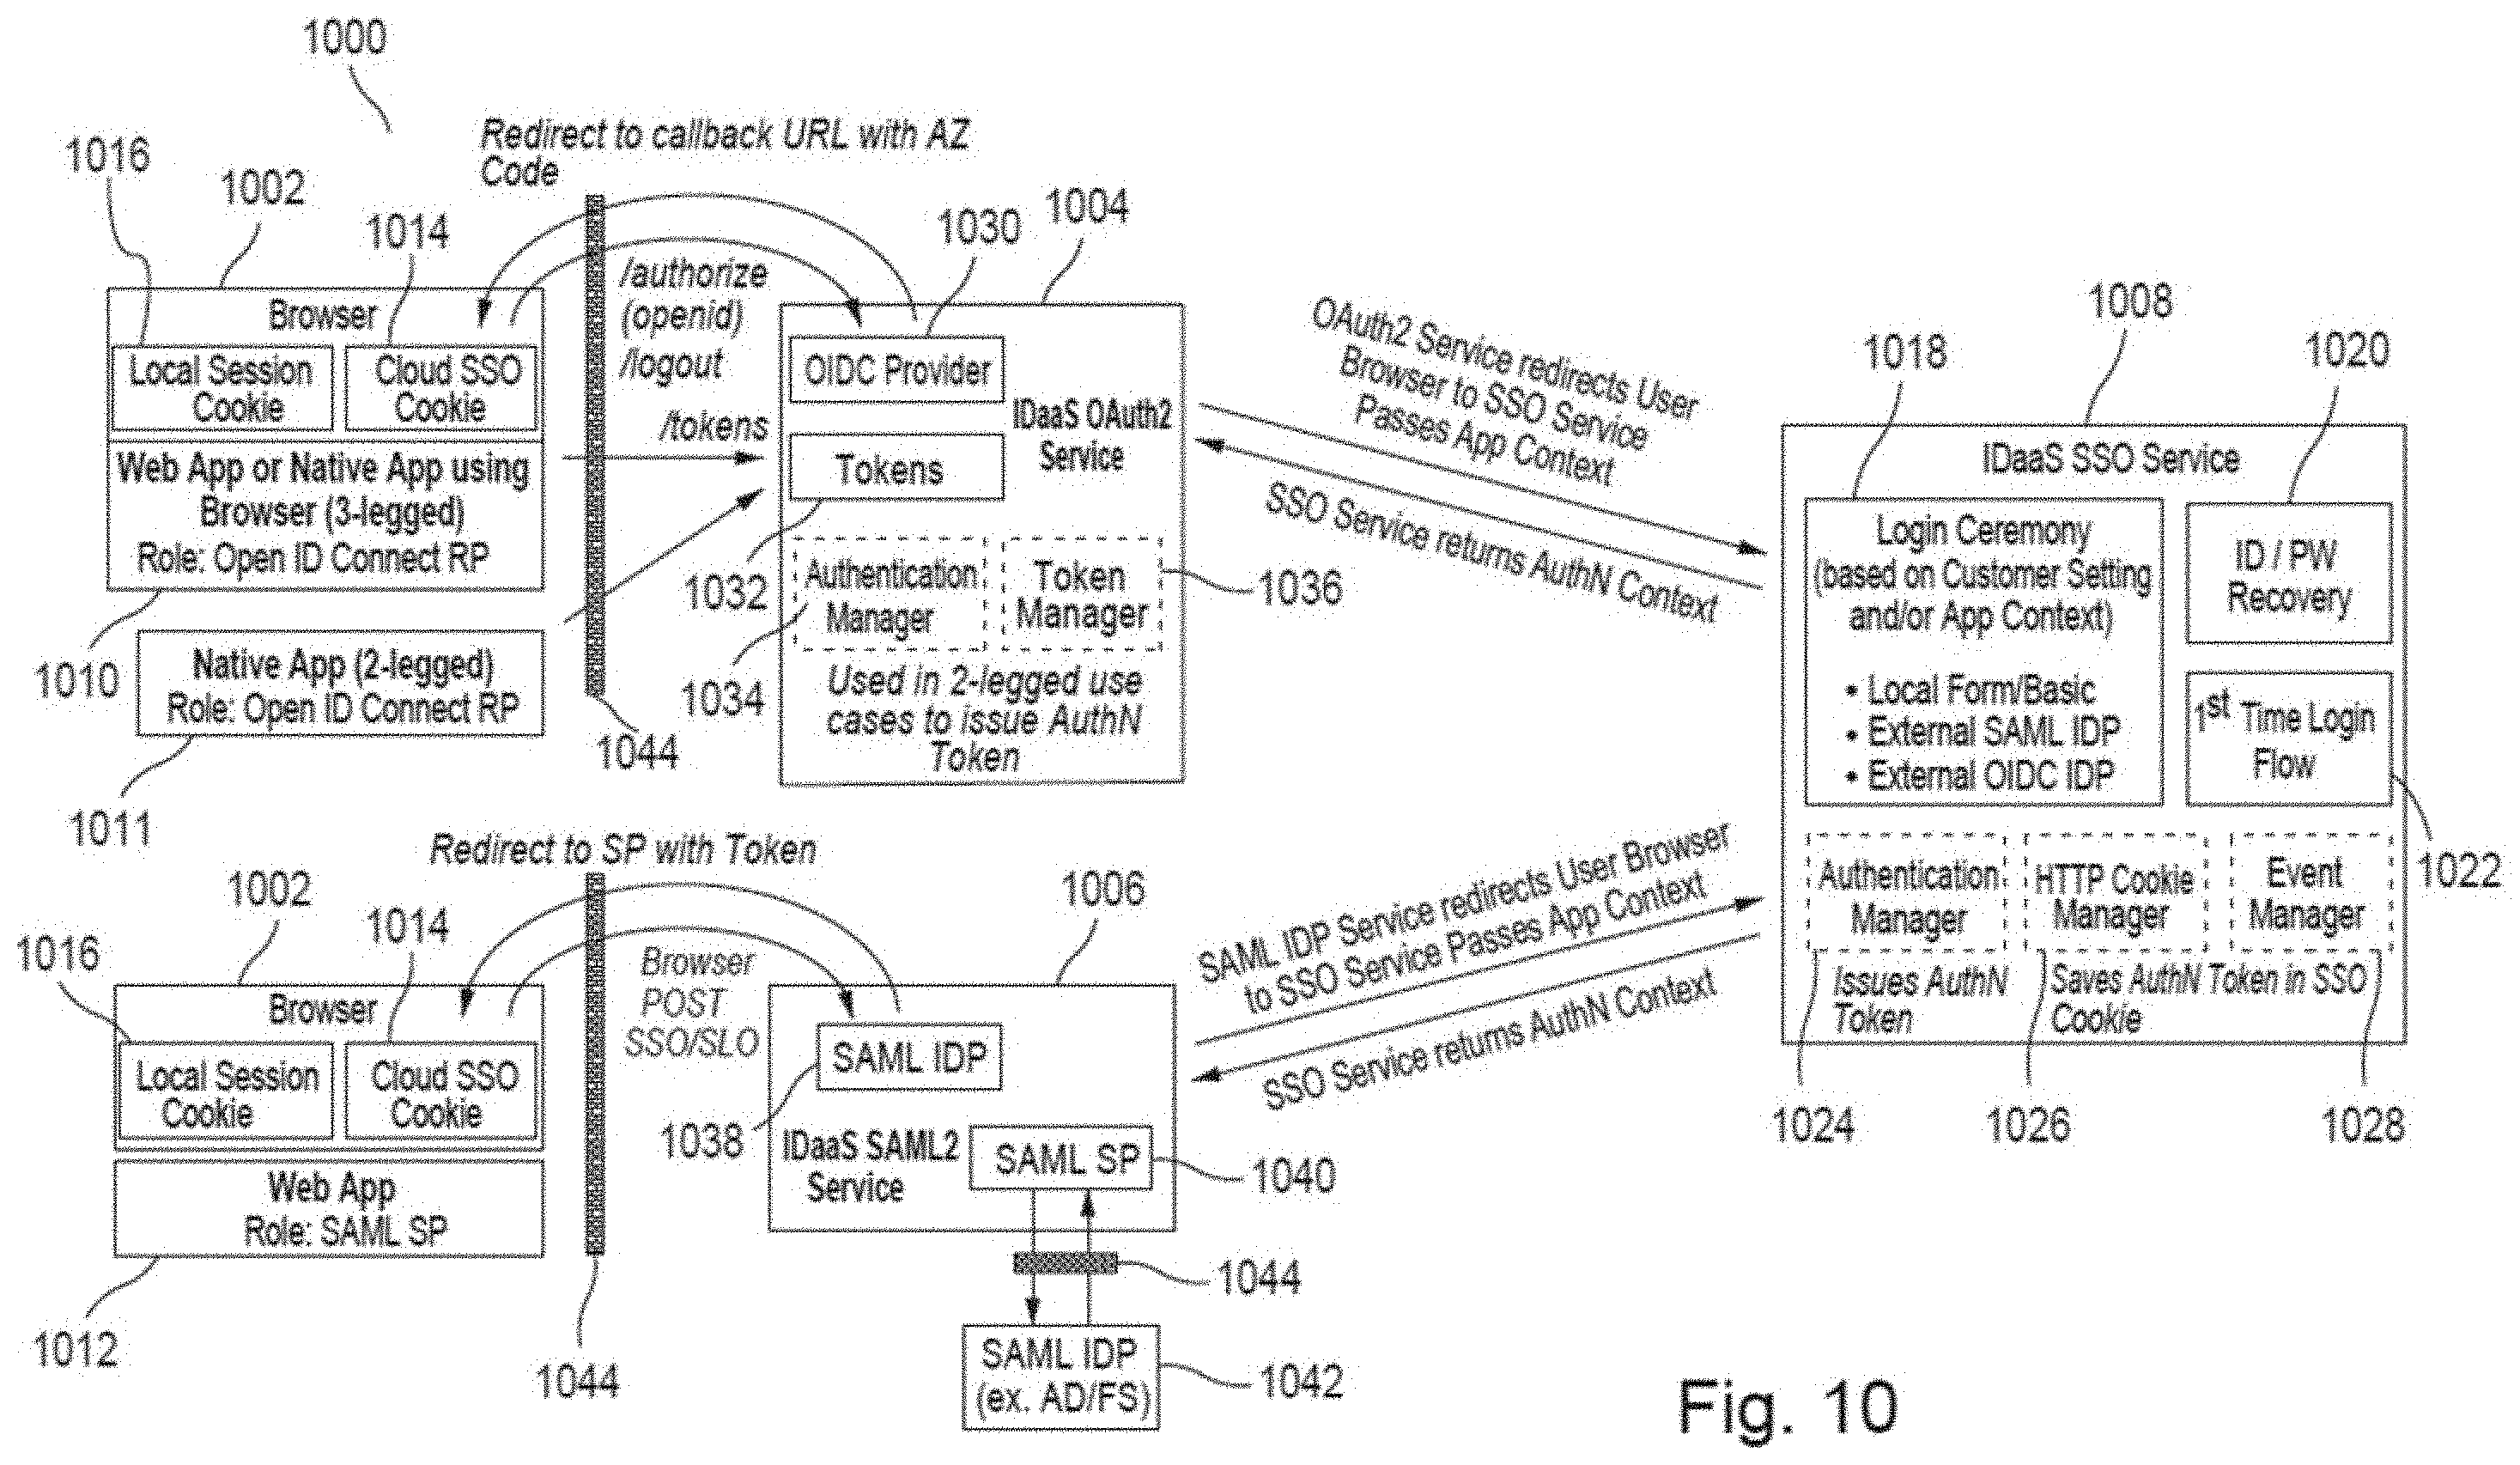 1000
Redirect to callback URL with AZ
Code
1016
1002
1014
1030
1004
/authorize
(openid)
/logout
/tokens
Browser
Local Session
Cookie
Cloud SSO
Cookie
Web App or Native App using
Browser (3-legged)
Role: Open ID Connect RP
1010
Native App (2-legged)
Role: Open ID Connect RP
1011
1044
OIDC Provider
IDaaS OAuth2
Service
Tokens
1032
Authentication
Manager
Token
Manager
1036
1034
Used in 2-legged use
cases to issue AuthN
Token
OAuth2 Service redirects User
Browser to SSO Service
Passes App Context
SSO Service returns AuthN Context
1008
1018
1020
IDaaS SSO Service
Login Ceremony
(based on Customer Setting
and/or App Context)
• Local Form/Basic
• External SAML IDP
• External OIDC IDP
ID / PW
Recovery
1st Time Login
Flow
1022
Authentication
Manager
HTTP Cookie
Manager
Event
Manager
Issues AuthN
Token
Saves AuthN Token in SSO
Cookie
1024
1026
1028
Redirect to SP with Token
1002
1014
1016
1006
Browser
POST
SSO/SLO
Browser
Local Session
Cookie
Cloud SSO
Cookie
Web App
Role: SAML SP
1012
1044
SAML IDP
1038
IDaaS SAML2
Service
SAML SP
1040
1044
SAML IDP
(ex. AD/FS)
1042
SAML IDP Service redirects User Browser
to SSO Service Passes App Context
SSO Service returns AuthN Context
Fig. 10